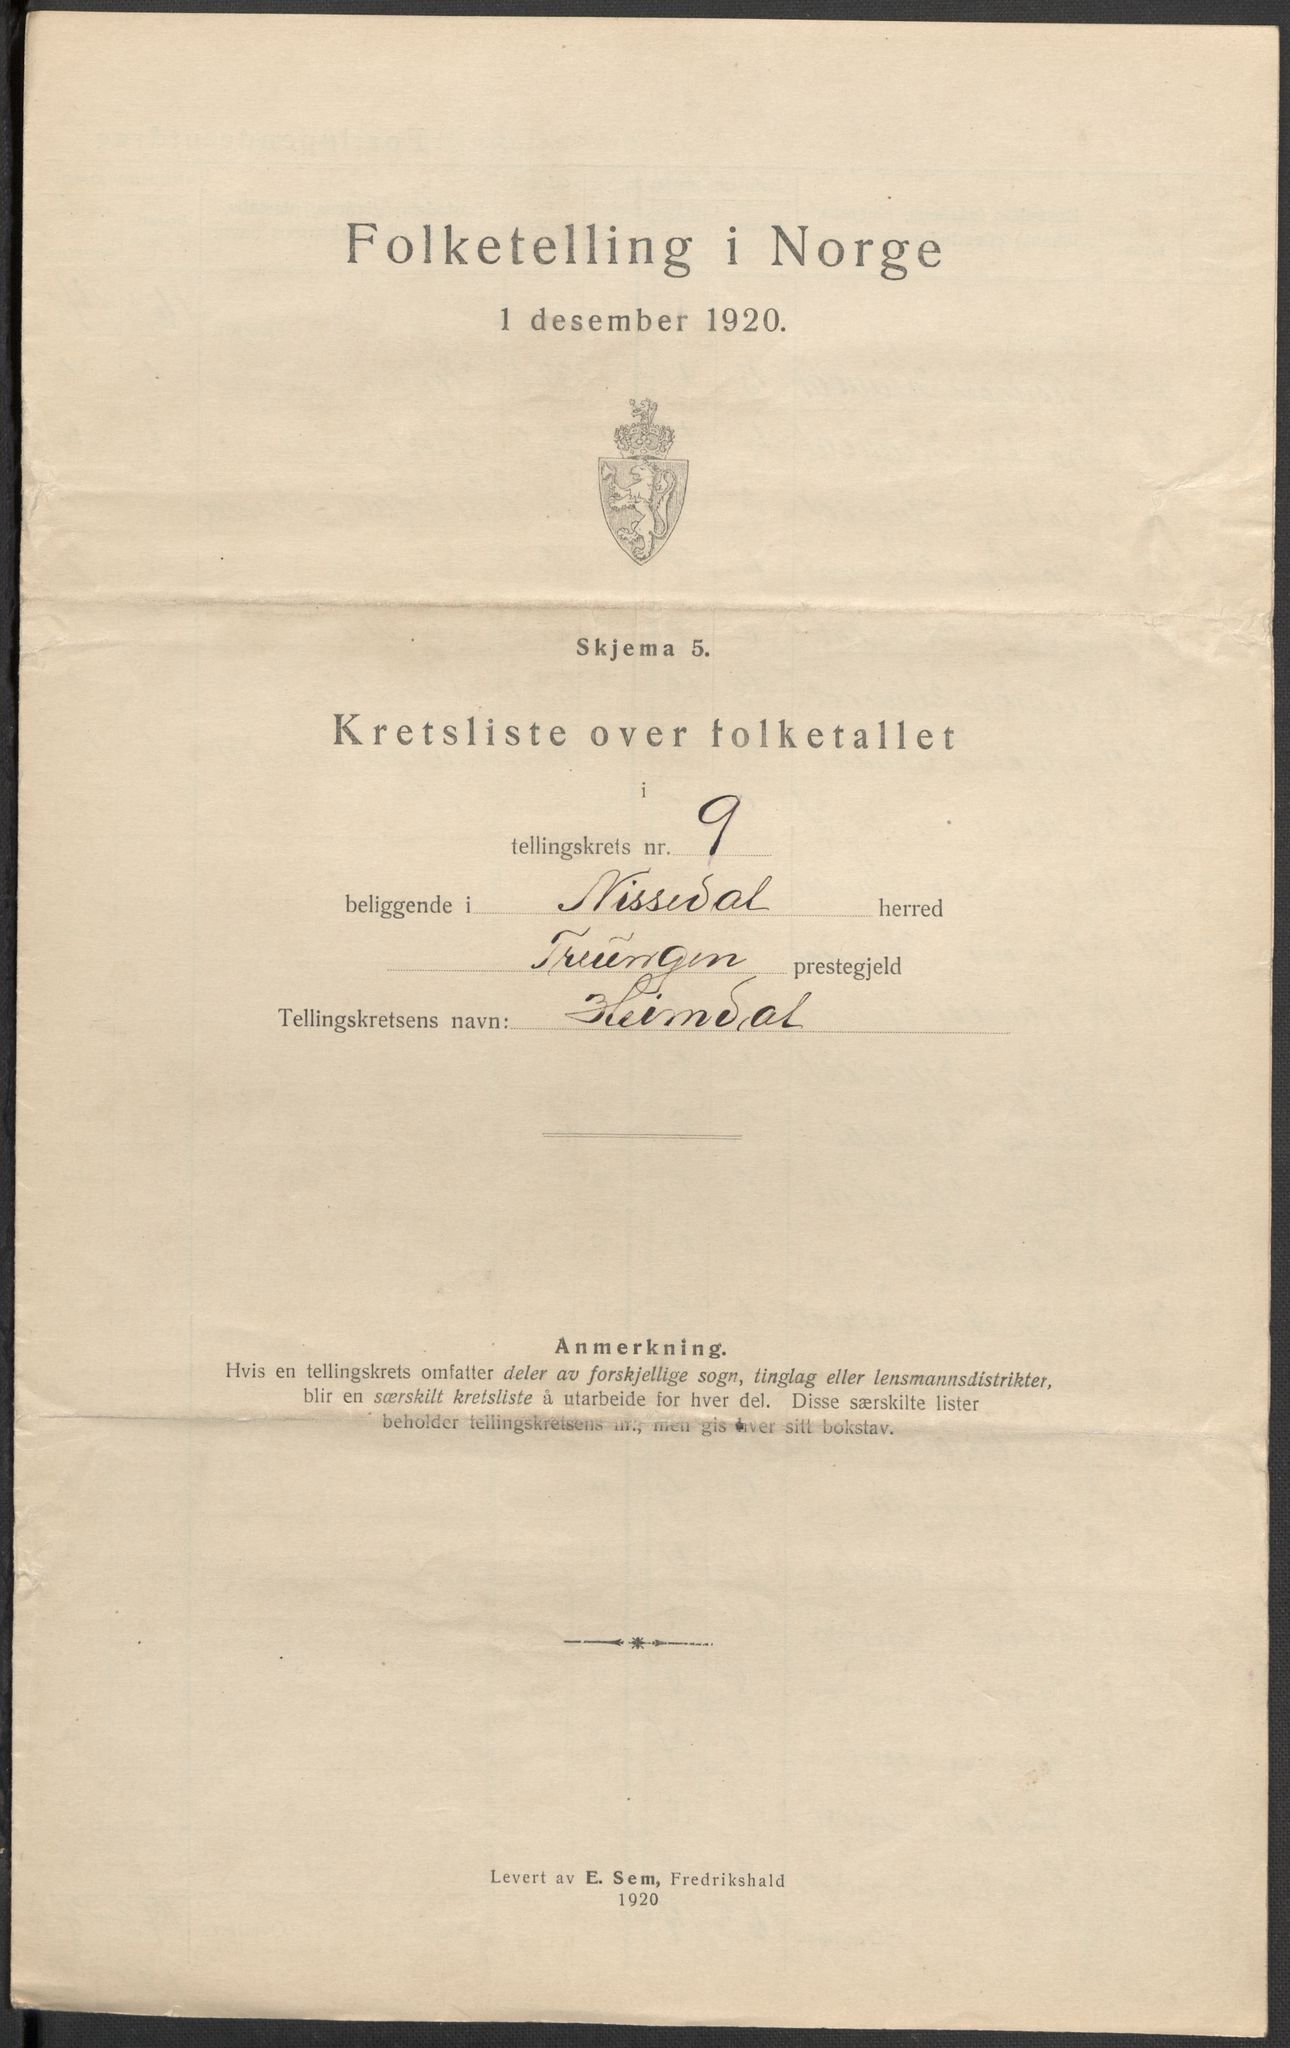 Folketelling i Norge
1 desember 1920.
Skjema 5.
Kretsliste over folketallet
i
tellingskrets nr. 9
beliggende i Nissedal herred
Treungen prestegjeld
Tellingskretsens navn: Heimdal
Anmerkning.
Hvis en tellingskrets omfatter deler av forskjellige sogn, tinglag eller lensmannsdistrikter,
blir en særskilt kretsliste å utarbeide for hver del. Disse særskilte lister
beholder tellingskretsens nr., men gis hver sitt bokstav.
Levert av E. Sem, Fredrikshald
1920